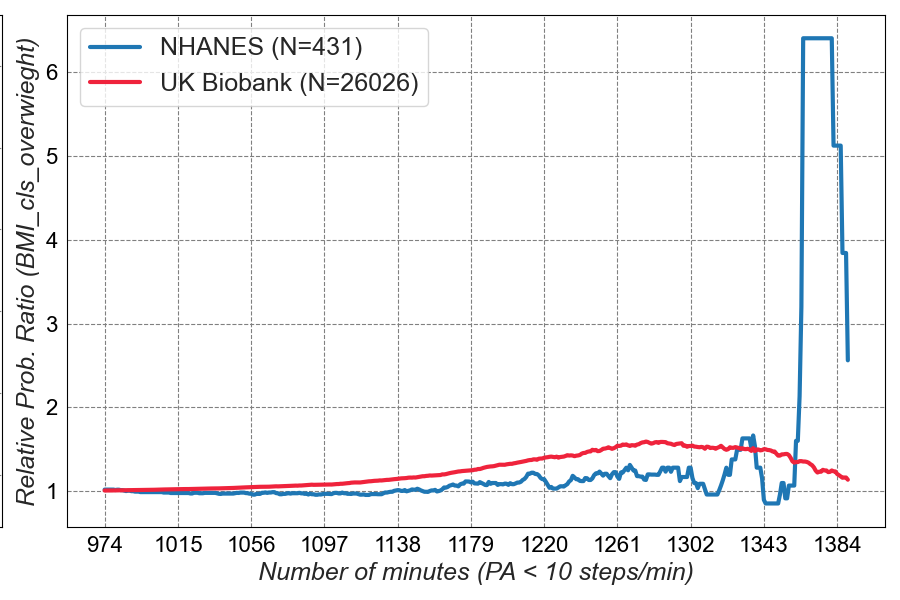 NHANES (N=431)
UK Biobank (N=26026)
Relative Prob. Ratio (BMI_cls_overwieght)
6
5
4
3
2
1
974 1015 1056 1097 1138 1179 1220 1261 1302 1343 1384
Number of minutes (PA < 10 steps/min)